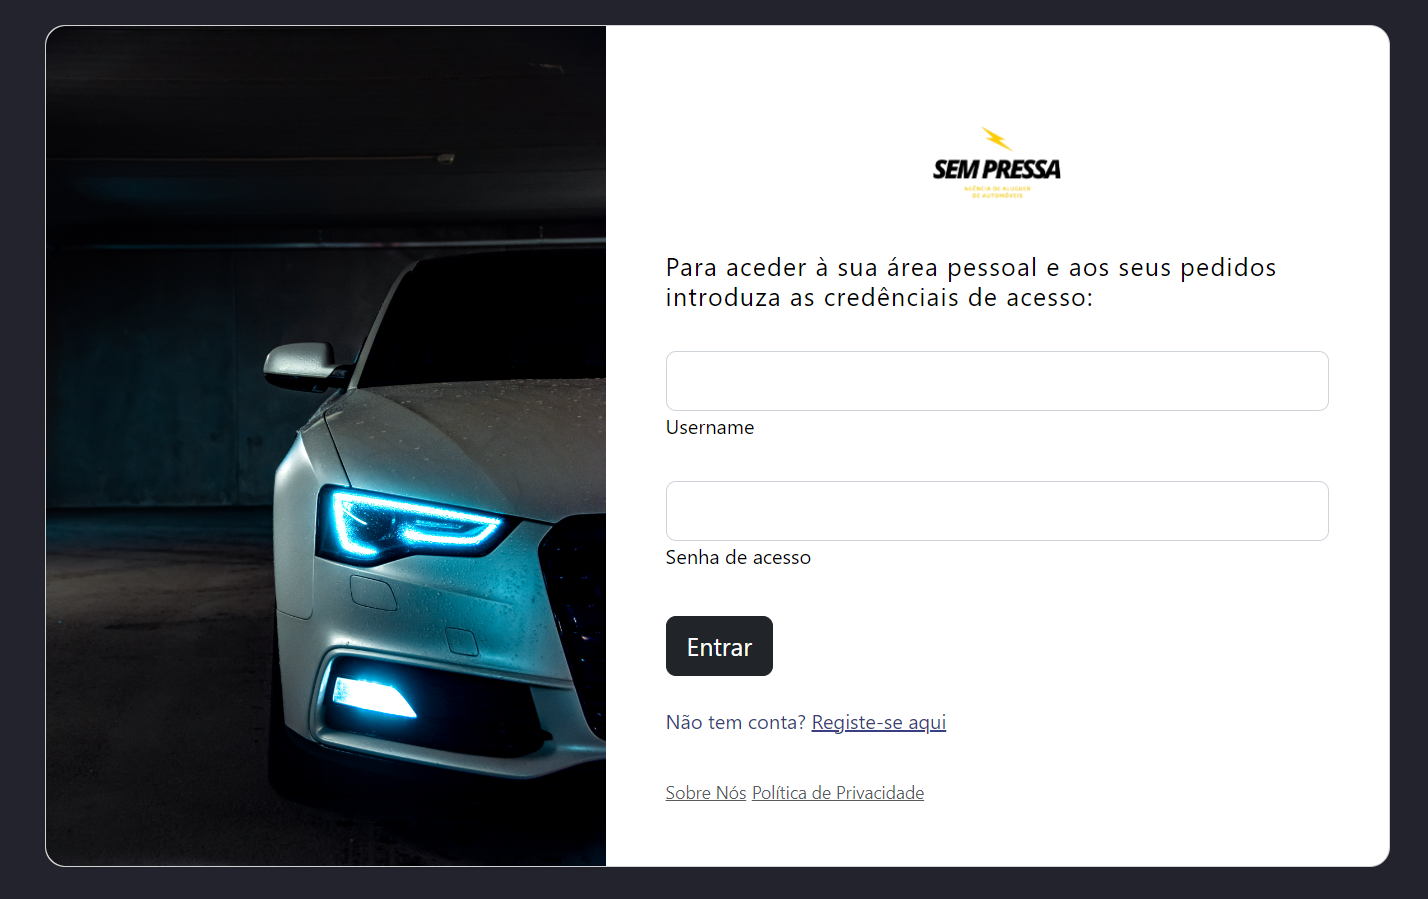 SEM PRESSA
AGÊNCIA DE ALUGUER
DE AUTOMÓVEIS
Para aceder à sua área pessoal e aos seus pedidos
introduza as credênciais de acesso:
Username
Senha de acesso
Entrar
Não tem conta? Registe-se aqui
Sobre Nós Política de Privacidade